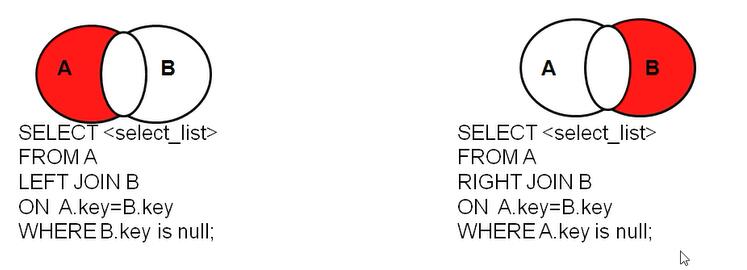 A B
SELECT <select_list>
FROM A
LEFT JOIN B
ON A.key=B.key
WHERE B.key is null;
A B
SELECT <select_list>
FROM A
RIGHT JOIN B
ON A.key=B.key
WHERE A.key is null;